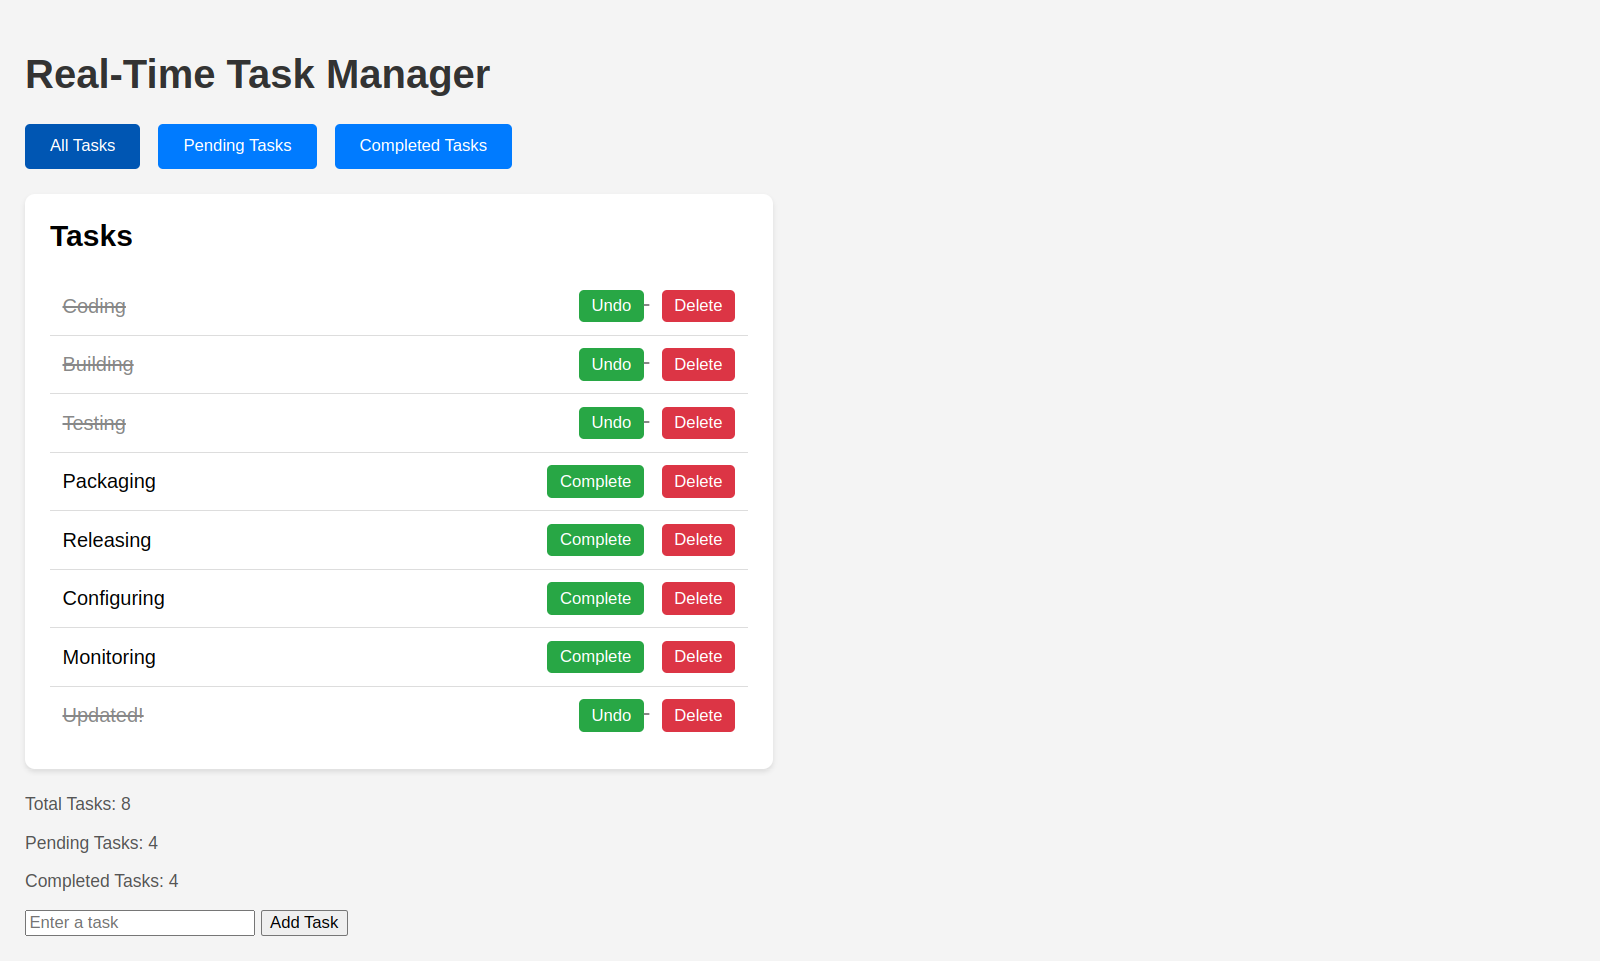 Real-Time Task Manager
All Tasks Pending Tasks Completed Tasks
Tasks
Coding Undo Delete
Building Undo Delete
Testing Undo Delete
Packaging Complete Delete
Releasing Complete Delete
Configuring Complete Delete
Monitoring Complete Delete
Updated! Undo Delete
Total Tasks: 8
Pending Tasks: 4
Completed Tasks: 4
Enter a task Add Task